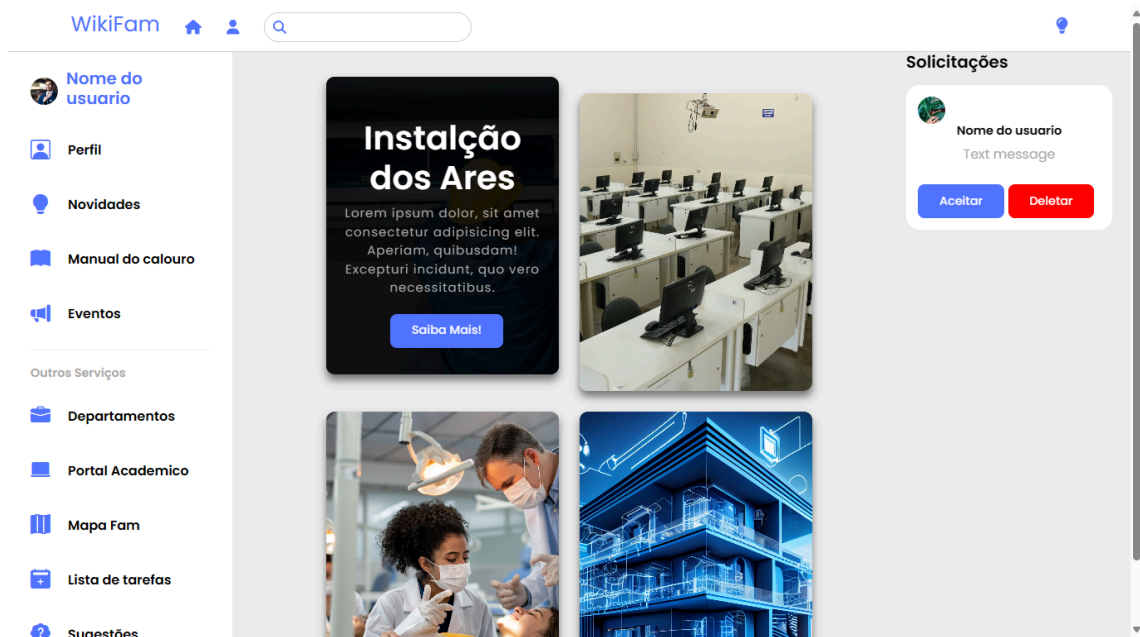 WikiFam
Nome do
usuario
Perfil
Novidades
Manual do calouro
Eventos
Outros Serviços
Departamentos
Portal Academico
Mapa Fam
Lista de tarefas
Sugestões
Instalção
dos Ares
Lorem ipsum dolor, sit amet
consectetur adipisicing elit.
Aperiam, quibusdam!
Excepturi incidunt, quo vero
necessitatibus.
Saiba Mais!
Solicitações
Nome do usuario
Text message
Aceitar
Deletar